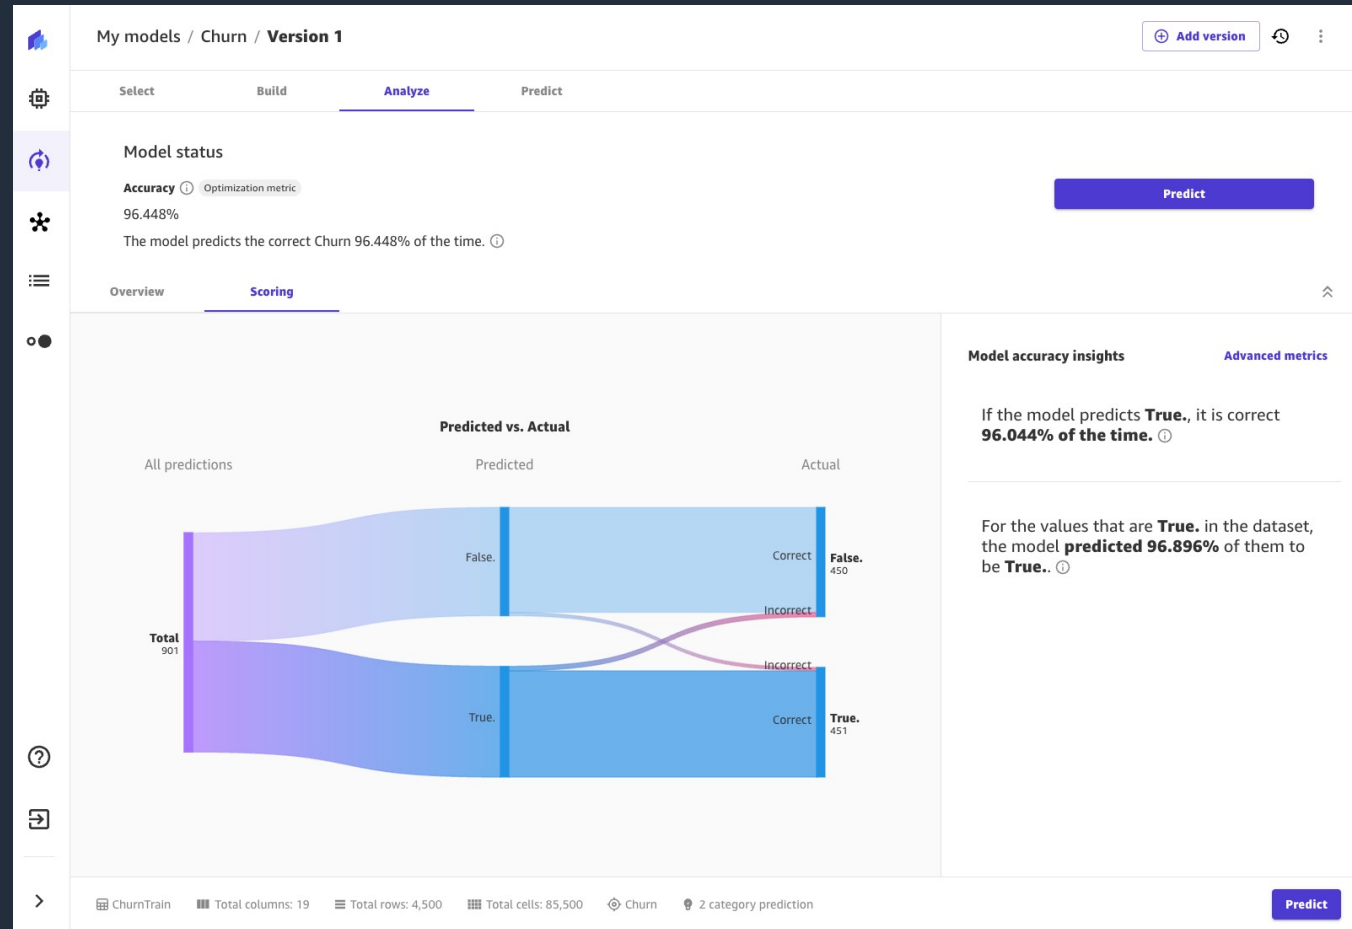 My models / Churn / Version 1
Add version
Select Build Analyze Predict
Model status
Accuracy Optimization metric
96.448%
The model predicts the correct Churn 96.448% of the time.
Predict
Overview Scoring
Predicted vs. Actual
All predictions Predicted Actual
False.
Correct
False.
450
Incorrect
Total
901
Incorrect
True.
Correct
True.
451
Model accuracy insights Advanced metrics
If the model predicts True., it is correct
96.044% of the time.
For the values that are True. in the dataset,
the model predicted 96.896% of them to
be True..
ChurnTrain Total columns: 19 Total rows: 4,500 Total cells: 85,500 Churn 2 category prediction
Predict